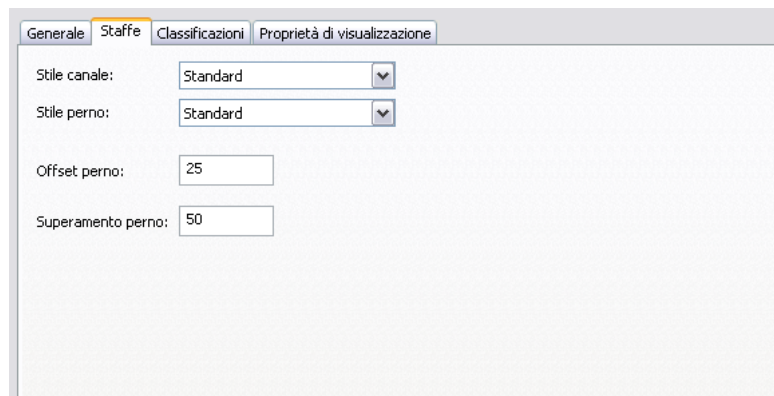 Generale Staffe Classificazioni Proprietà di visualizzazione
Stile canale: Standard
Stile perno: Standard
Offset perno: 25
Superamento perno: 50